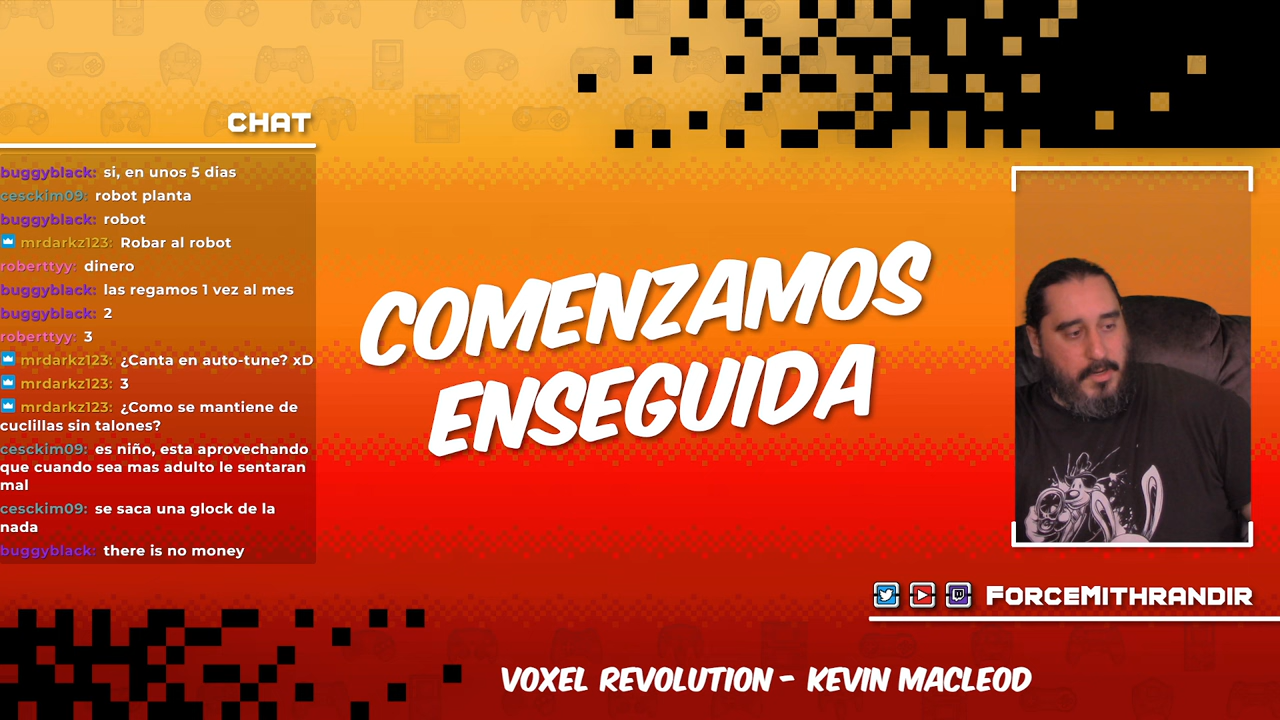 CHAT
buggyblack: si, en unos 5 dias
cesckim09: robot planta
buggyblack: robot
mrdarkz123: Robar al robot
roberttyy: dinero
buggyblack: las regamos 1 vez al mes
buggyblack: 2
roberttyy: 3
mrdarkz123: ¿Canta en auto-tune? xD
mrdarkz123: 3
mrdarkz123: ¿Como se mantiene de
cuclillas sin talones?
cesckim09: es niño, esta aprovechando
que cuando sea mas adulto le sentaran
mal
cesckim09: se saca una glock de la
nada
buggyblack: there is no money
COMENZAMOS
ENSEGUIDA
FORCEMITHRANDIR
VOXEL REVOLUTION - KEVIN MACLEOD